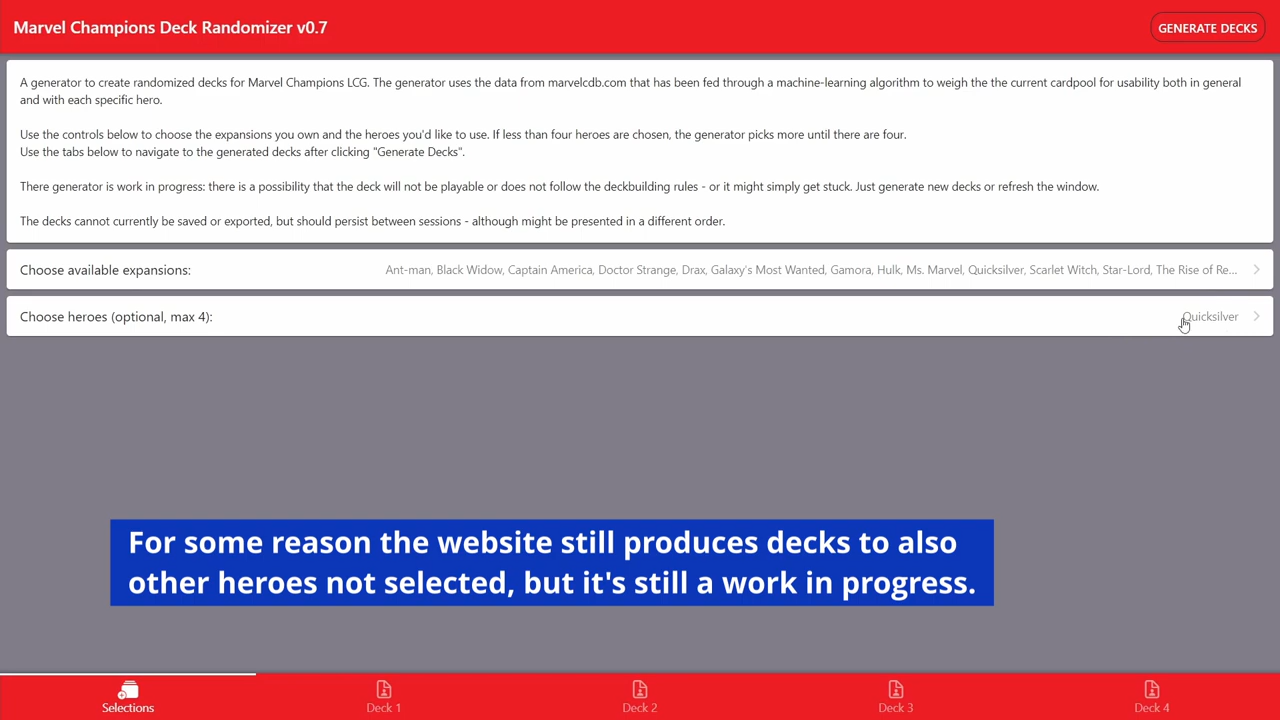 Marvel Champions Deck Randomizer v0.7
GENERATE DECKS
A generator to create randomized decks for Marvel Champions LCG. The generator uses the data from marvelcdb.com that has been fed through a machine-learning algorithm to weigh the the current cardpool for usability both in general
and with each specific hero.
Use the controls below to choose the expansions you own and the heroes you'd like to use. If less than four heroes are chosen, the generator picks more until there are four.
Use the tabs below to navigate to the generated decks after clicking "Generate Decks".
There generator is work in progress: there is a possibility that the deck will not be playable or does not follow the deckbuilding rules - or it might simply get stuck. Just generate new decks or refresh the window.
The decks cannot currently be saved or exported, but should persist between sessions - although might be presented in a different order.
Choose available expansions:
Ant-man, Black Widow, Captain America, Doctor Strange, Drax, Galaxy's Most Wanted, Gamora, Hulk, Ms. Marvel, Quicksilver, Scarlet Witch, Star-Lord, The Rise of Re...
Choose heroes (optional, max 4):
Quicksilver
For some reason the website still produces decks to also
other heroes not selected, but it's still a work in progress.
Selections
Deck 1
Deck 2
Deck 3
Deck 4